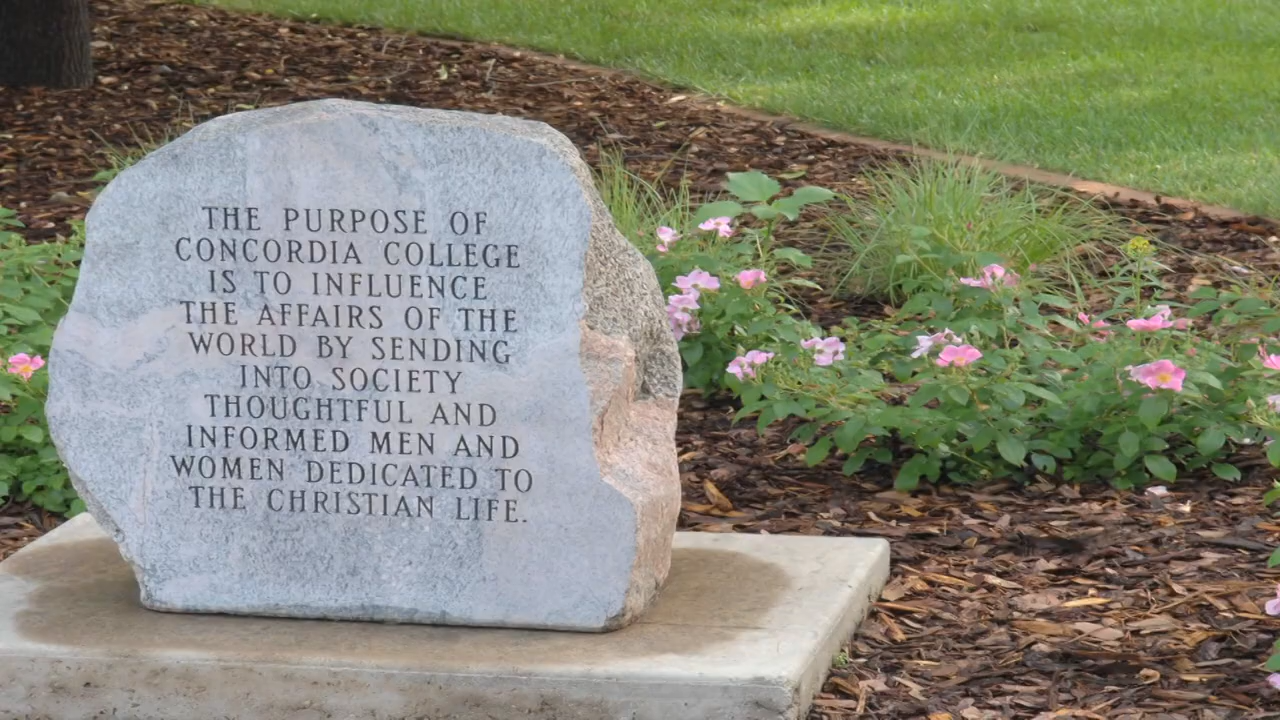 THE PURPOSE OF
CONCORDIA COLLEGE
IS TO INFLUENCE
THE AFFAIRS OF THE
WORLD BY SENDING
INTO SOCIETY
THOUGHTFUL AND
INFORMED MEN AND
WOMEN DEDICATED TO
THE CHRISTIAN LIFE.